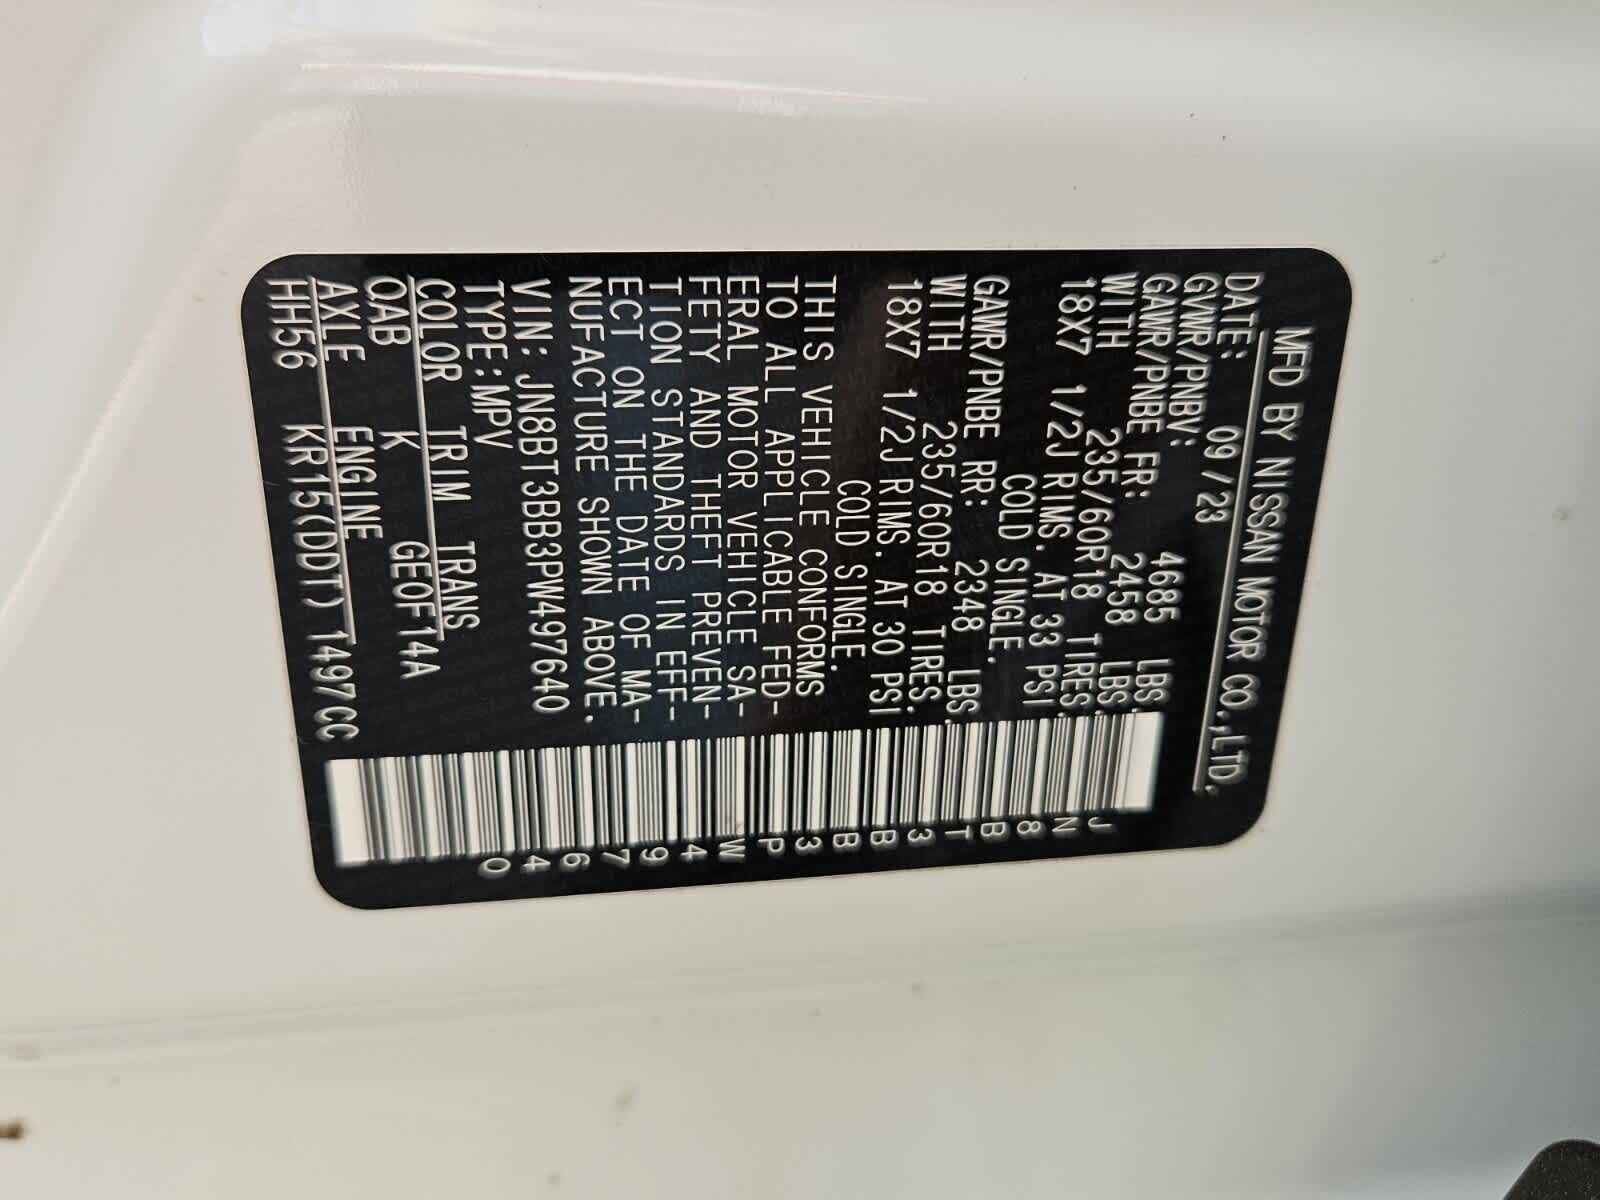 MFD BY NISSAN MOTOR CO.,LTD.
DATE: 09/23
GVWR/PNBV: 4685 LBS.
GAWR/PNBE FR: 2458 LBS.
WITH 235/60R18 TIRES.
18X7 1/2J RIMS. AT 33 PSI
COLD SINGLE.
GAWR/PNBE RR: 2348 LBS.
WITH 235/60R18 TIRES.
18X7 1/2J RIMS. AT 30 PSI
COLD SINGLE.
THIS VEHICLE CONFORMS
TO ALL APPLICABLE FED-
ERAL MOTOR VEHICLE SA-
FETY AND THEFT PREVEN-
TION STANDARDS IN EFF-
ECT ON THE DATE OF MA-
NUFACTURE SHOWN ABOVE.
VIN: JN8BT3BB3PW497640
TYPE:MPV
COLOR TRIM TRANS
QAB K GEOF14A
AXLE ENGINE
HH56 KR15(DDT) 1497CC
JN8BT3BB3PW497640